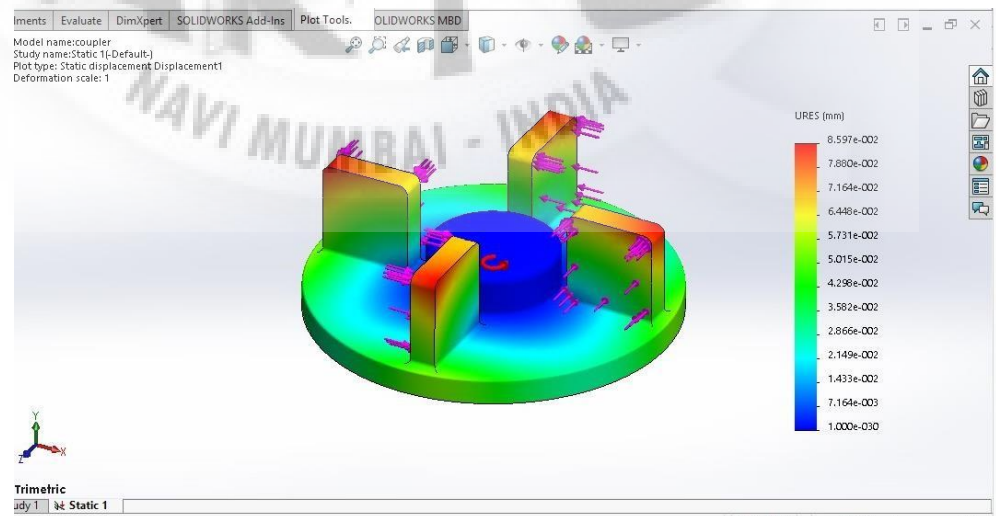 lments Evaluate DimXpert SOLIDWORKS Add-Ins Plot Tools. OLIDWORKS MBD
Model name:coupler
Study name:Static 1(-Default-)
Plot type: Static displacement Displacement1
Deformation scale: 1
NAVI MUMBAI - INDIA
URES (mm)
8.597e-002
7.880e-002
7.164e-002
6.448e-002
5.731e-002
5.015e-002
4.298e-002
3.582e-002
2.866e-002
2.149e-002
1.433e-002
7.164e-003
1.000e-030
Y
X
Z
Trimetric
udy 1 Static 1